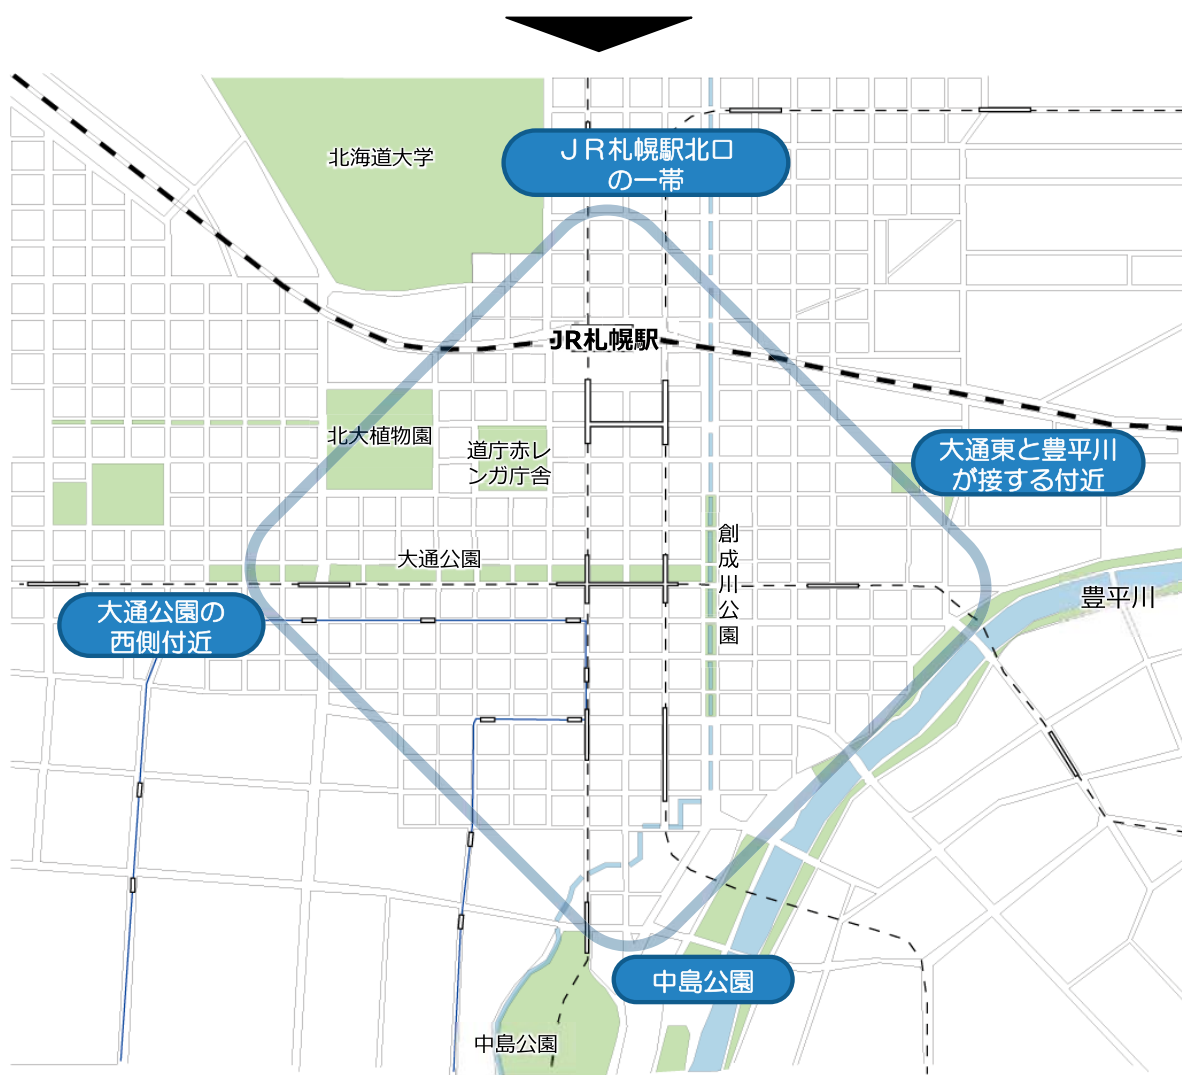 北海道大学
JR札幌駅北口
の一帯
JR札幌駅
北大植物園
道庁赤レ
ンガ庁舎
大通東と豊平川
が接する付近
大通公園
創成川公園
豊平川
大通公園の
西側付近
中島公園
中島公園